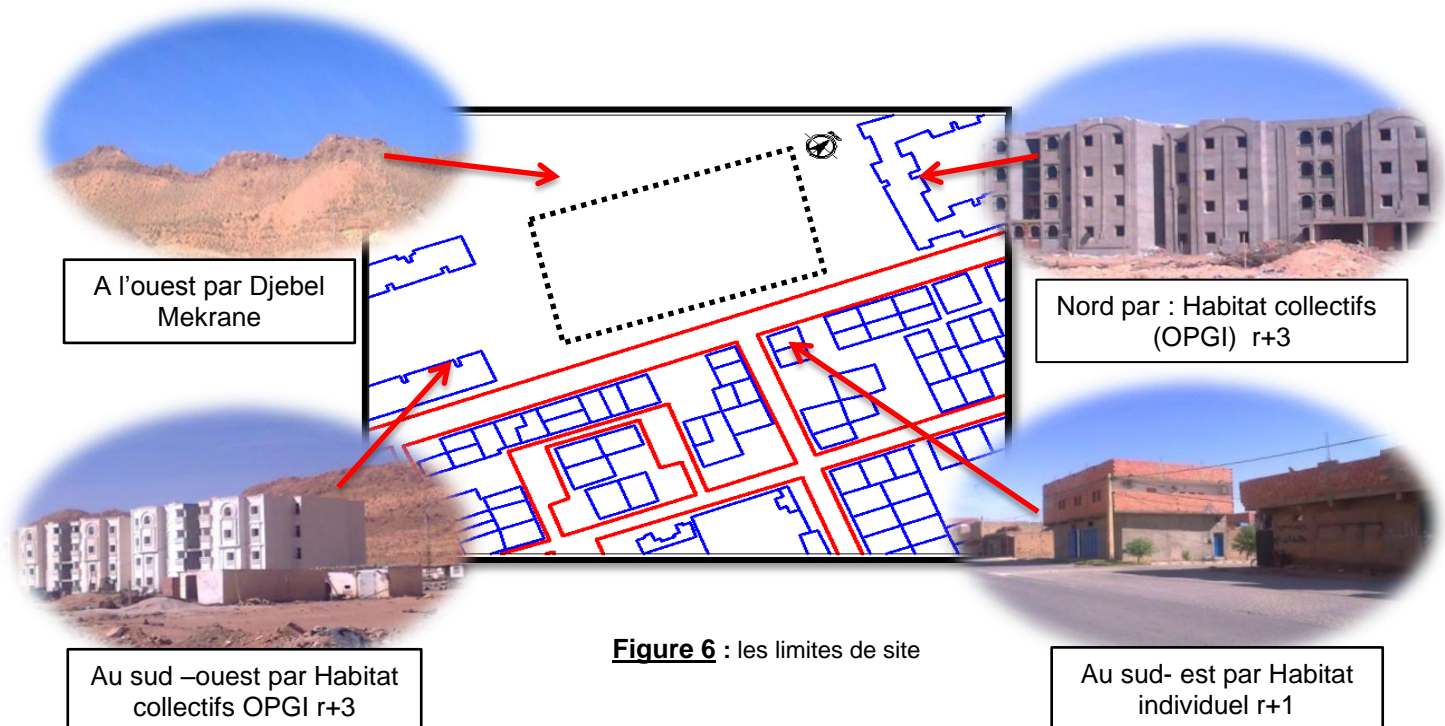 A l'ouest par Djebel
Mekrane
Nord par : Habitat collectifs
(OPGI) r+3
Au sud –ouest par Habitat
collectifs OPGI r+3
Figure 6 : les limites de site
Au sud- est par Habitat
individuel r+1